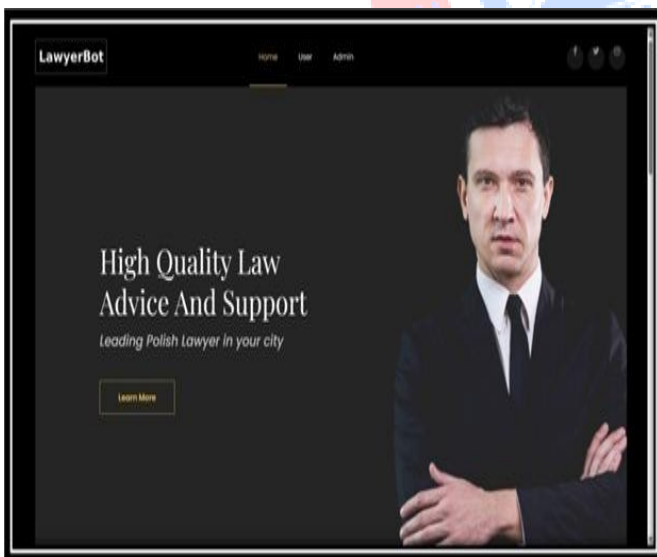 LawyerBot
Home User Admin
High Quality Law
Advice And Support
Leading Polish Lawyer in your city
Learn More